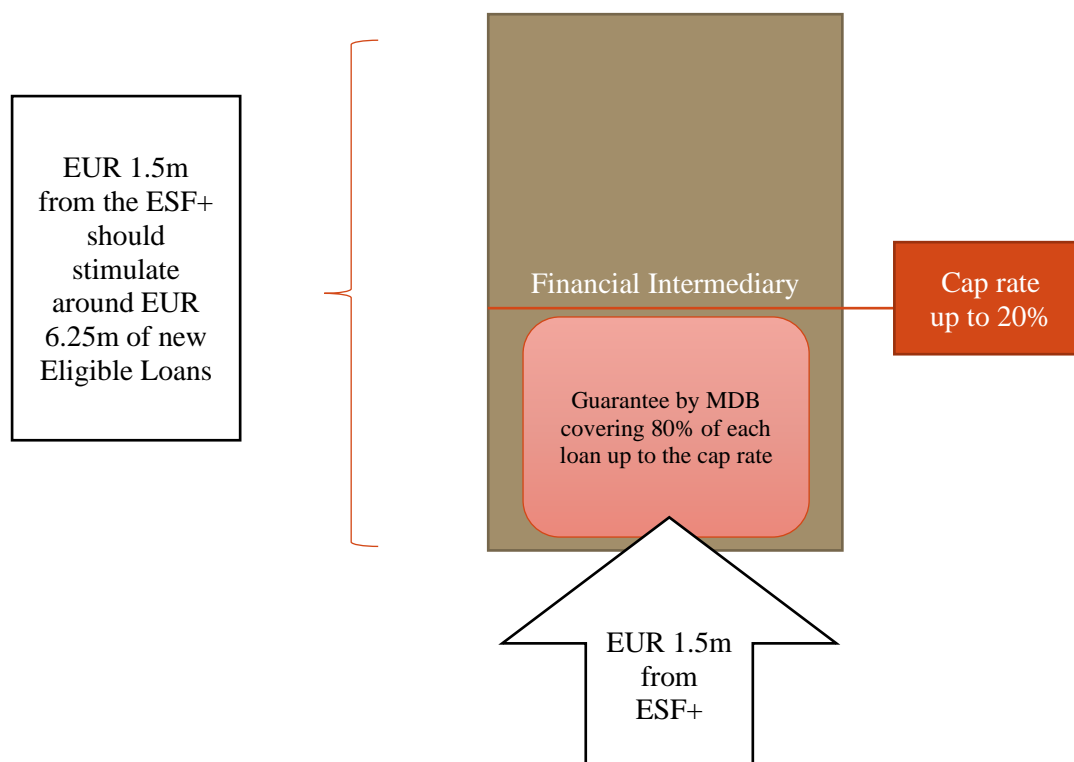 EUR 1.5m
from the ESF+
should
stimulate
around EUR
6.25m of new
Eligible Loans
Financial Intermediary
Cap rate
up to 20%
Guarantee by MDB
covering 80% of each
loan up to the cap rate
EUR 1.5m
from
ESF+